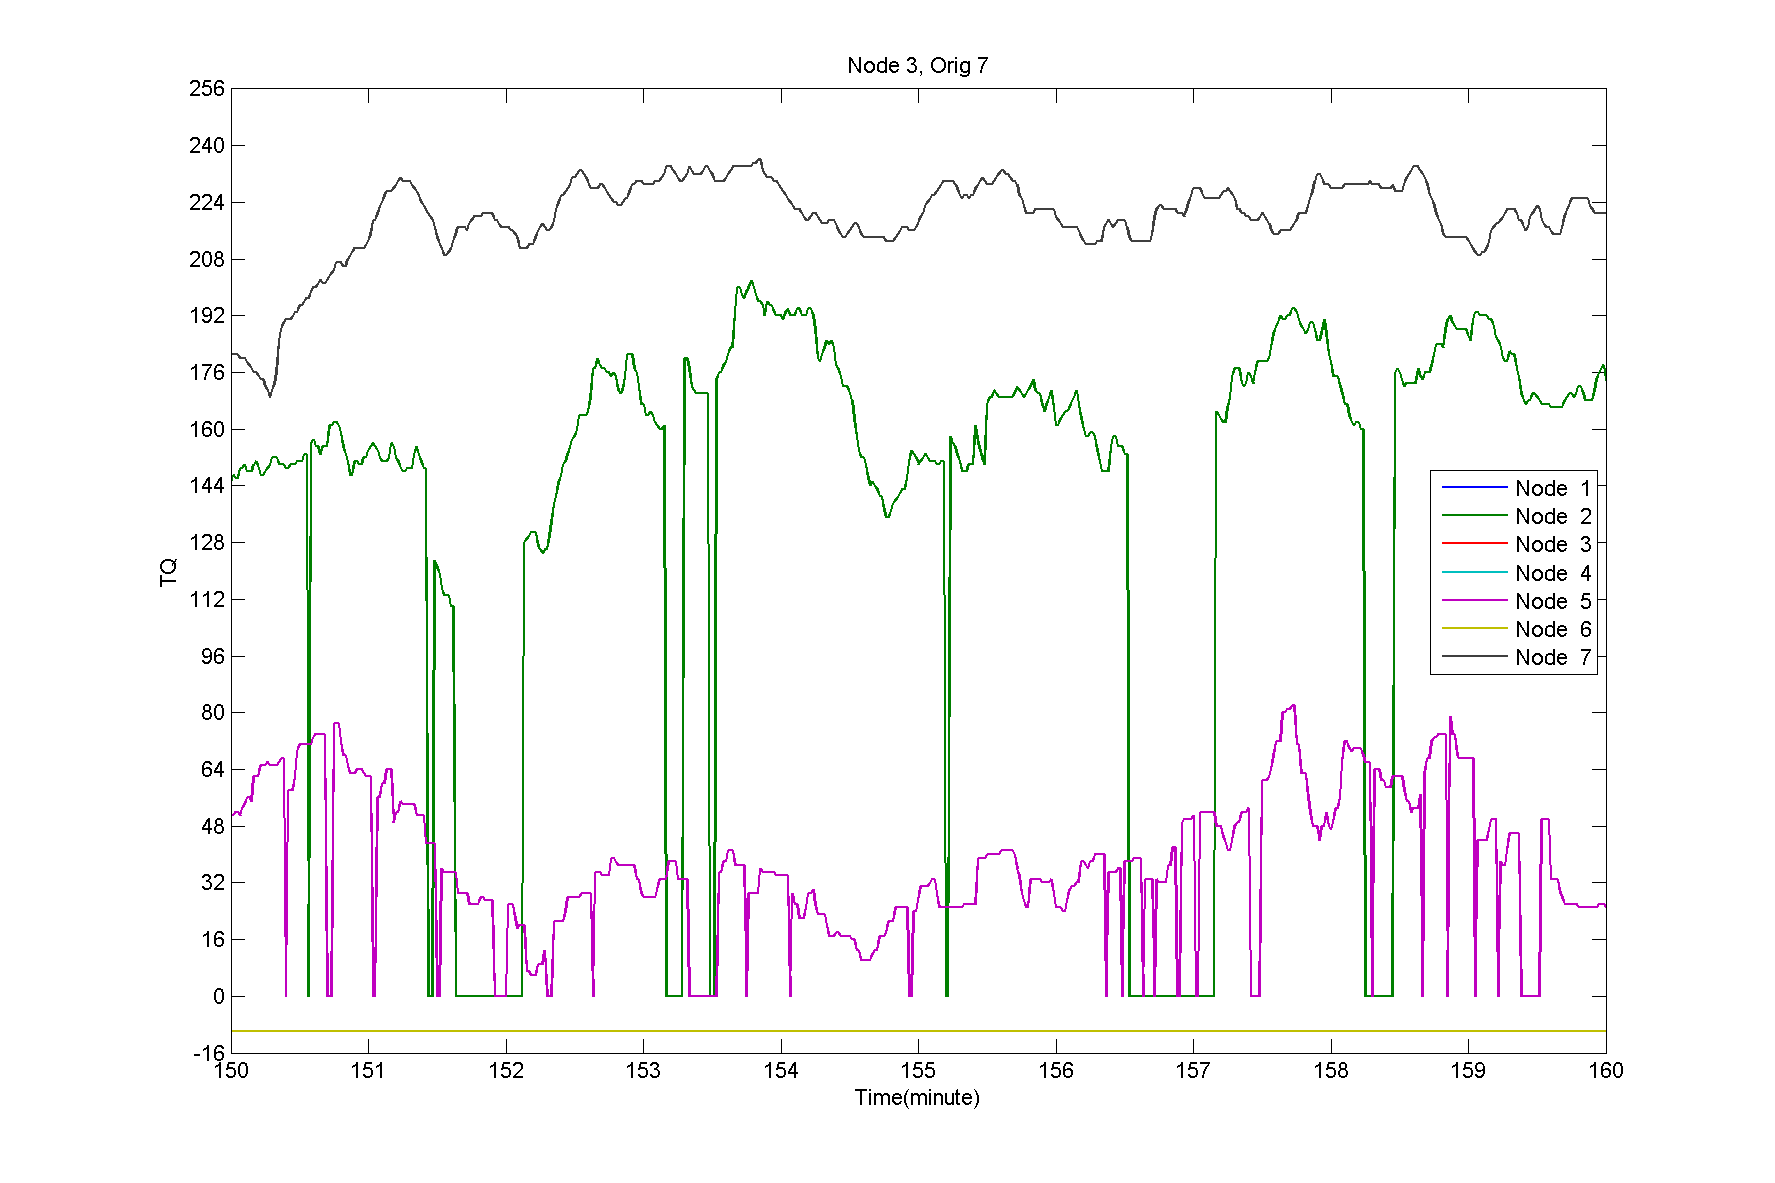 Node 3, Orig 7
256
240
224
208
192
176
160
144
128
112
96
80
64
48
32
16
0
-16
TQ
Node 1
Node 2
Node 3
Node 4
Node 5
Node 6
Node 7
150 151 152 153 154 155 156 157 158 159 160
Time(minute)